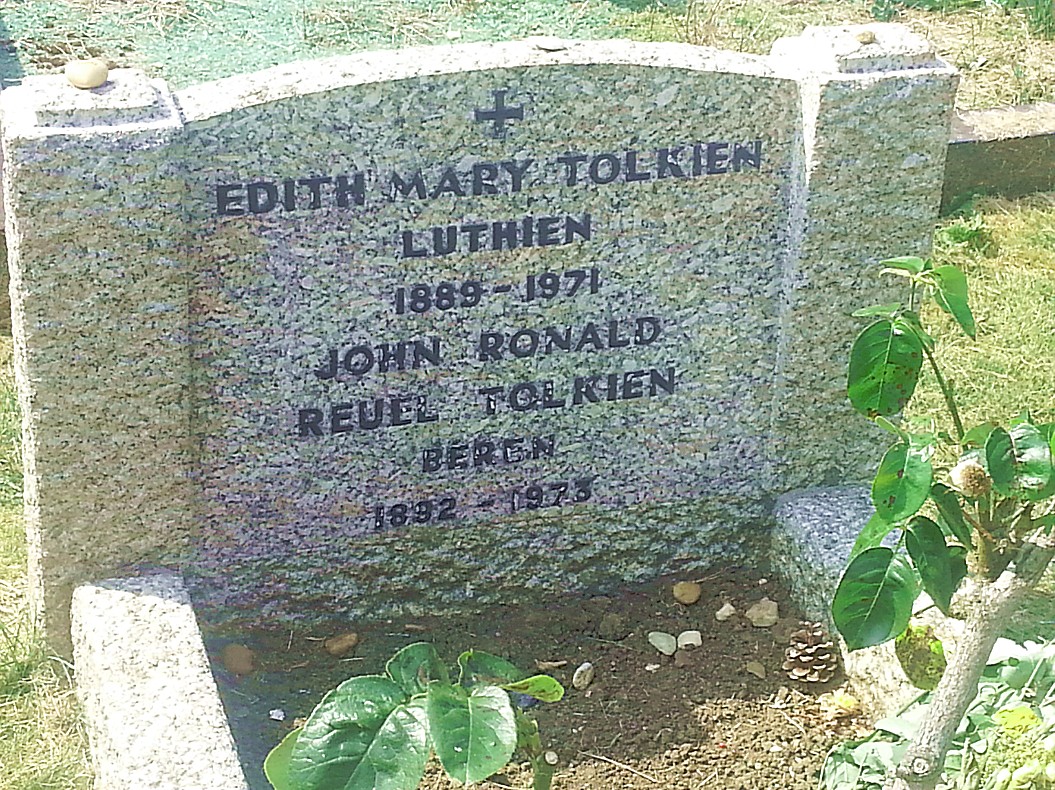 EDITH MARY TOLKIEN
LUTHIEN
1889 - 1971
JOHN RONALD
REUEL TOLKIEN
BEREN
1892 - 1973